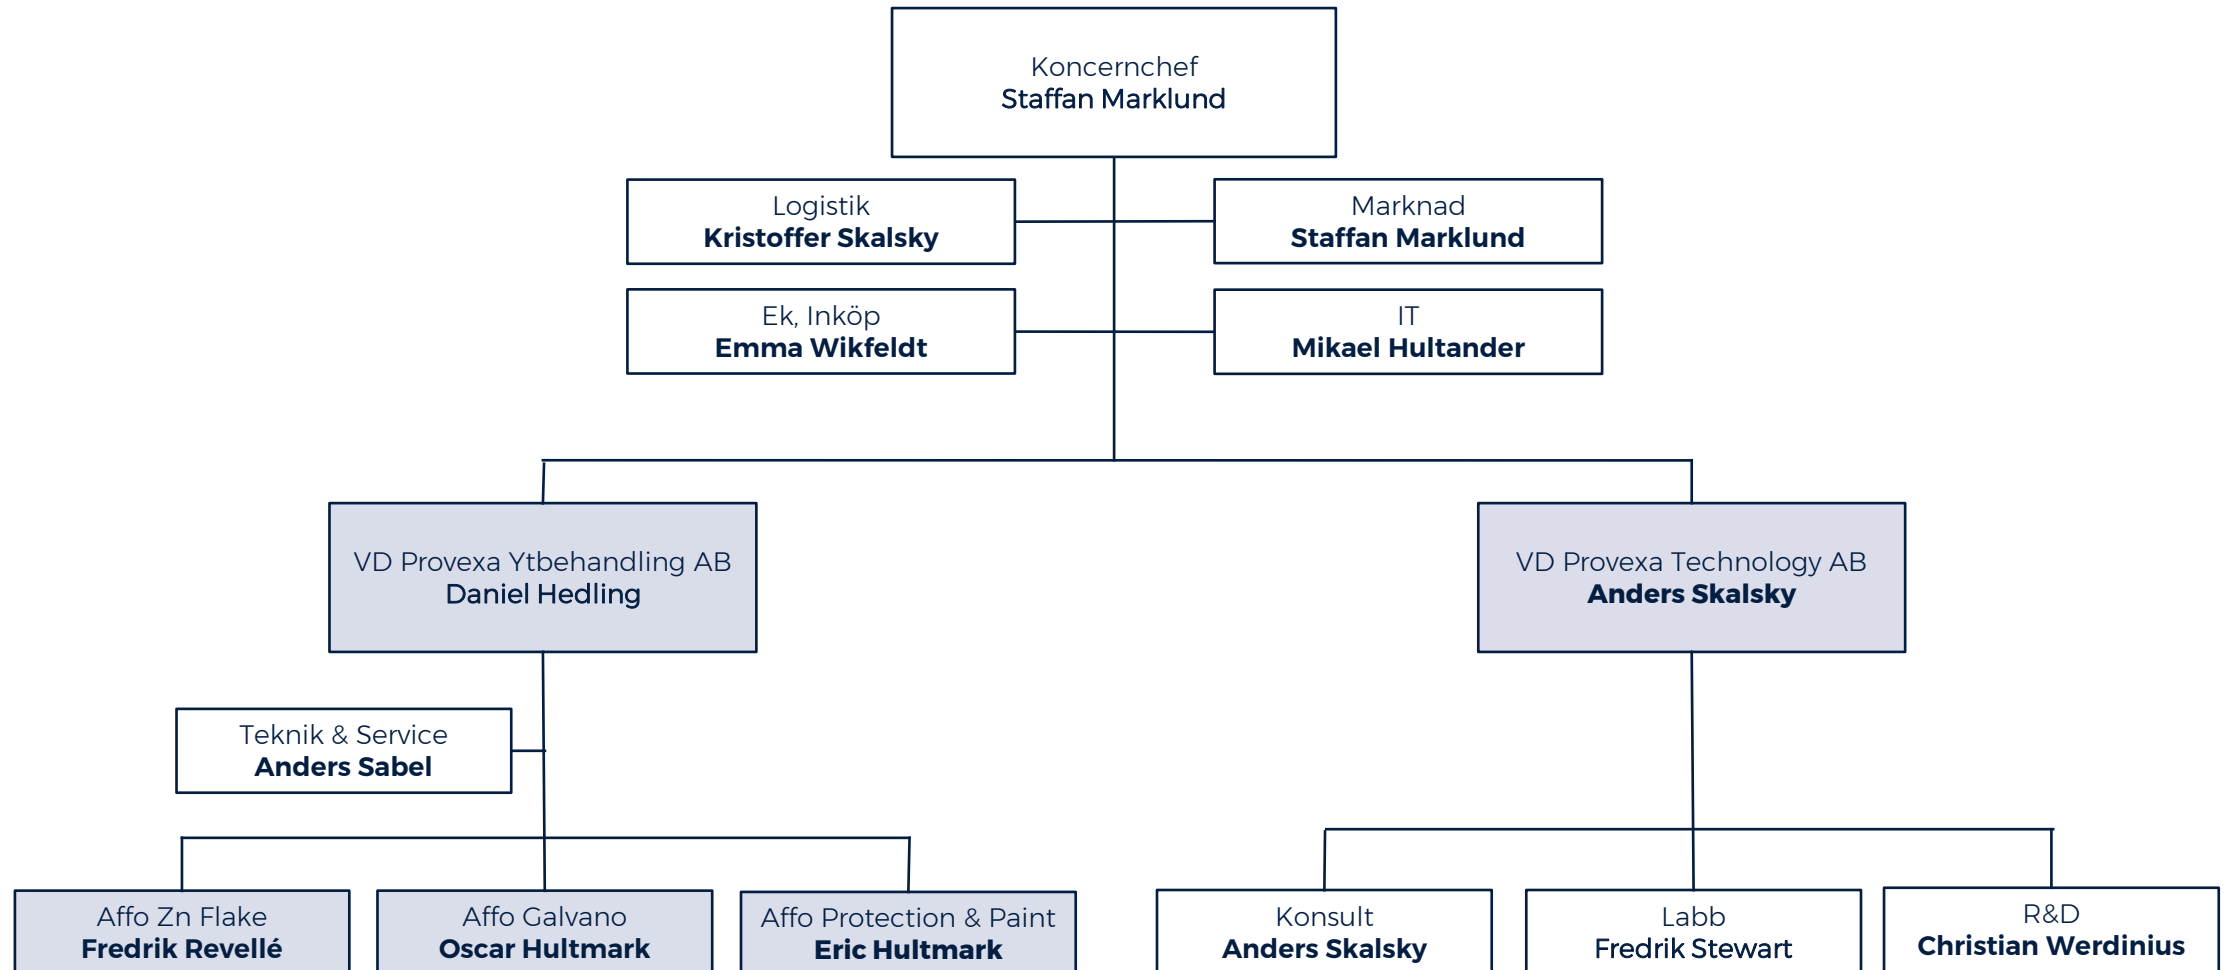 Koncernchef
Staffan Marklund
Logistik
Kristoffer Skalsky
Marknad
Staffan Marklund
Ek, Inköp
Emma Wikfeldt
IT
Mikael Hultander
VD Provexa Ytbehandling AB
Daniel Hedling
VD Provexa Technology AB
Anders Skalsky
Teknik & Service
Anders Sabel
Affo Zn Flake
Fredrik Revellé
Affo Galvano
Oscar Hultmark
Affo Protection & Paint
Eric Hultmark
Konsult
Anders Skalsky
Labb
Fredrik Stewart
R&D
Christian Werdinius